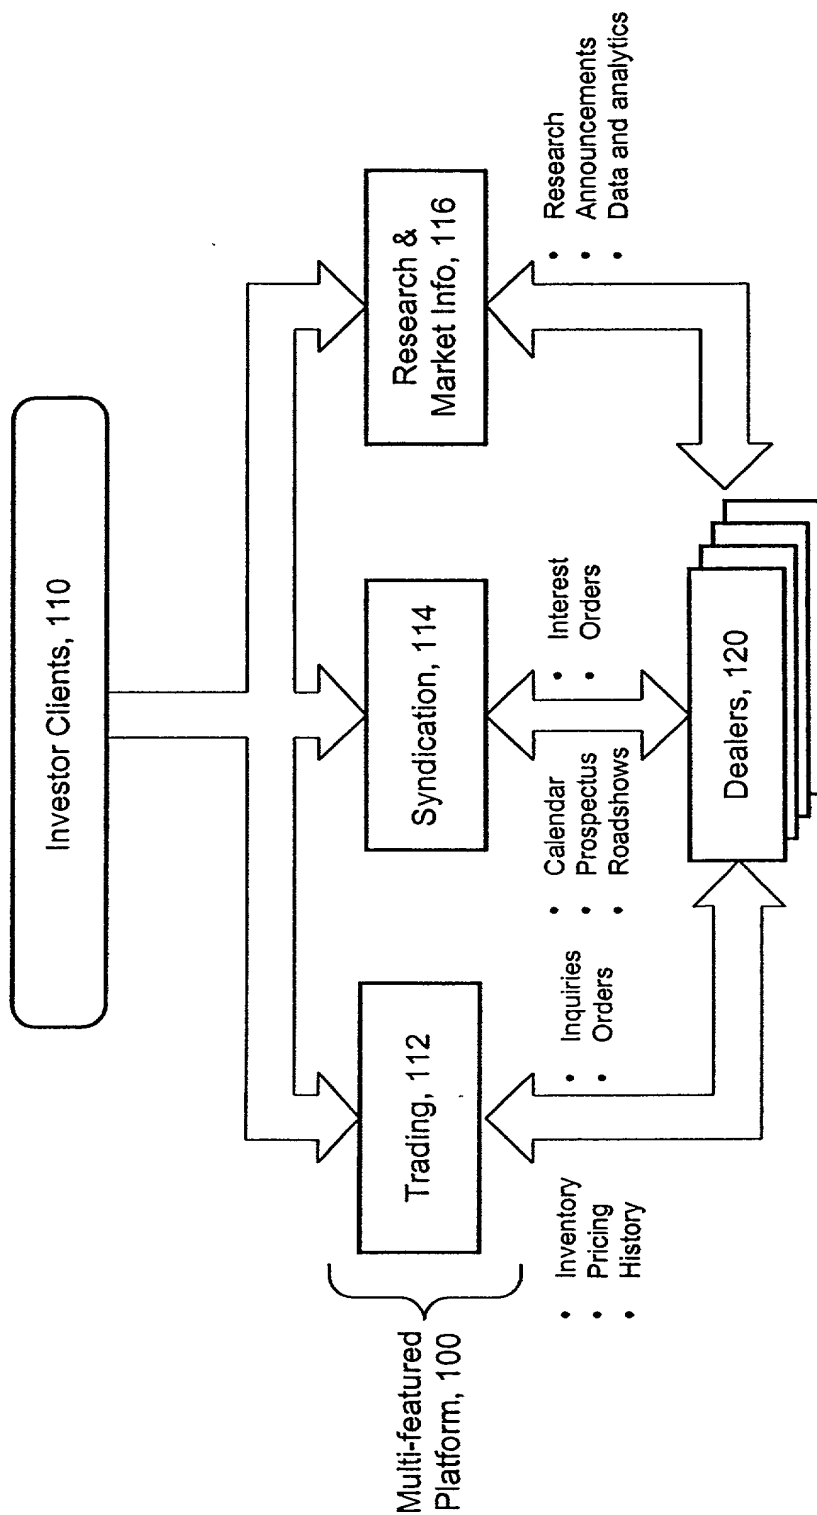 Investor Clients, 110
Multi-featured
Platform, 100
Trading, 112
Syndication, 114
Research &
Market Info, 116
• Inventory
• Pricing
• History
• Inquiries
• Orders
• Calendar
• Prospectus
• Roadshows
• Interest
• Orders
• Research
• Announcements
• Data and analytics
Dealers, 120